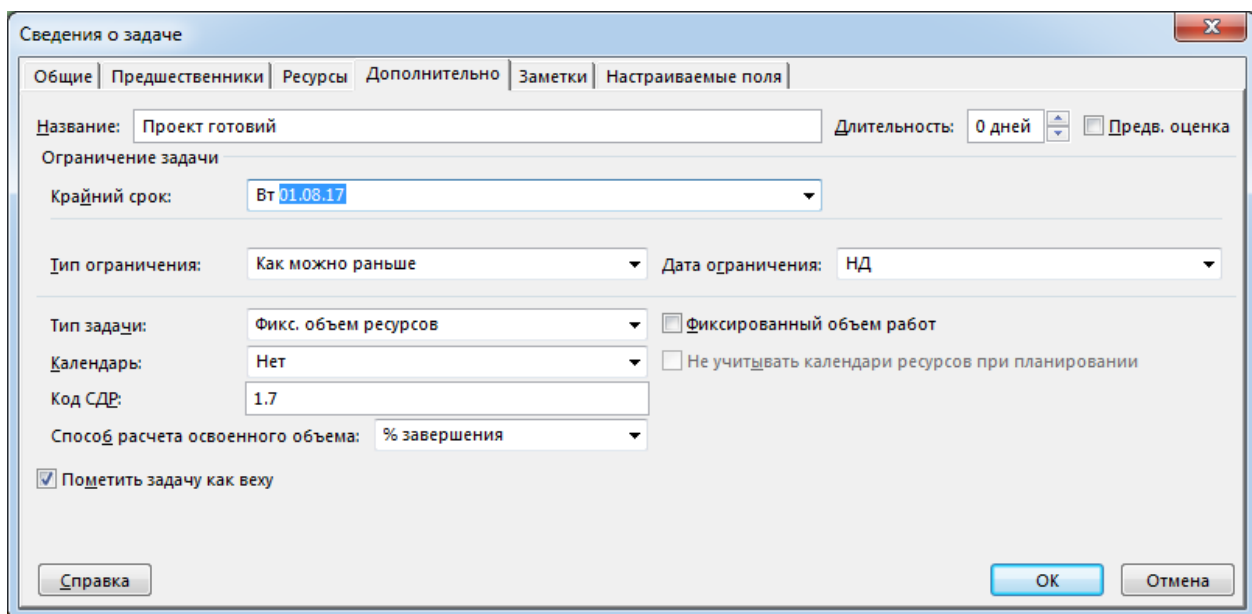 Сведения о задаче
Общие Предшественники Ресурсы Дополнительно Заметки Настраиваемые поля
Название: Проект готовий Длительность: 0 дней Предв. оценка
Ограничение задачи
Крайний срок: Вт 01.08.17
Тип ограничения: Как можно раньше Дата ограничения: НД
Тип задачи: Фикс. объем ресурсов Фиксированный объем работ
Календарь: Нет Не учитывать календари ресурсов при планировании
Код СДР: 1.7
Способ расчета освоенного объема: % завершения
Пометить задачу как веху
Справка ОК Отмена